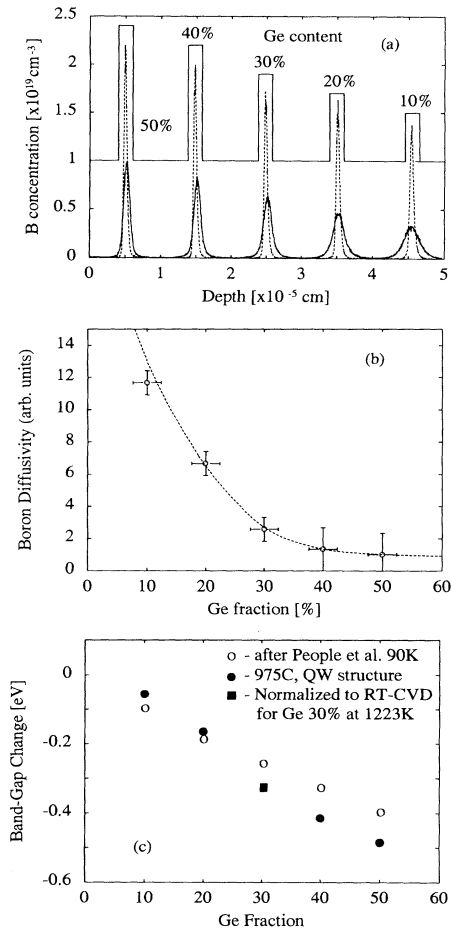 2.5
2
1.5
1
0.5
0
B concentration [x10¹⁹cm⁻³]
Ge content
(a)
50%
40%
30%
20%
10%
0 1 2 3 4 5
Depth [x10 ⁻⁵ cm]
14
12
10
8
6
4
2
0
Boron Diffusivity (arb. units)
(b)
0 10 20 30 40 50 60
Ge fraction [%]
0
-0.2
-0.4
-0.6
Band-Gap Change [eV]
○ - after People et al. 90K
● - 975C, QW structure
■ - Normalized to RT-CVD
for Ge 30% at 1223K
(c)
0 10 20 30 40 50 60
Ge Fraction